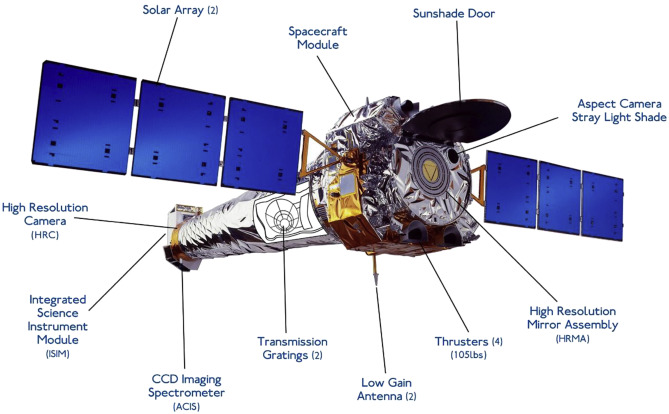 Solar Array (2)
Spacecraft
Module
Sunshade Door
Aspect Camera
Stray Light Shade
High Resolution
Camera
(HRC)
Integrated
Science
Instrument
Module
(ISIM)
CCD Imaging
Spectrometer
(ACIS)
Transmission
Gratings (2)
Low Gain
Antenna (2)
Thrusters (4)
(105lbs)
High Resolution
Mirror Assembly
(HRMA)